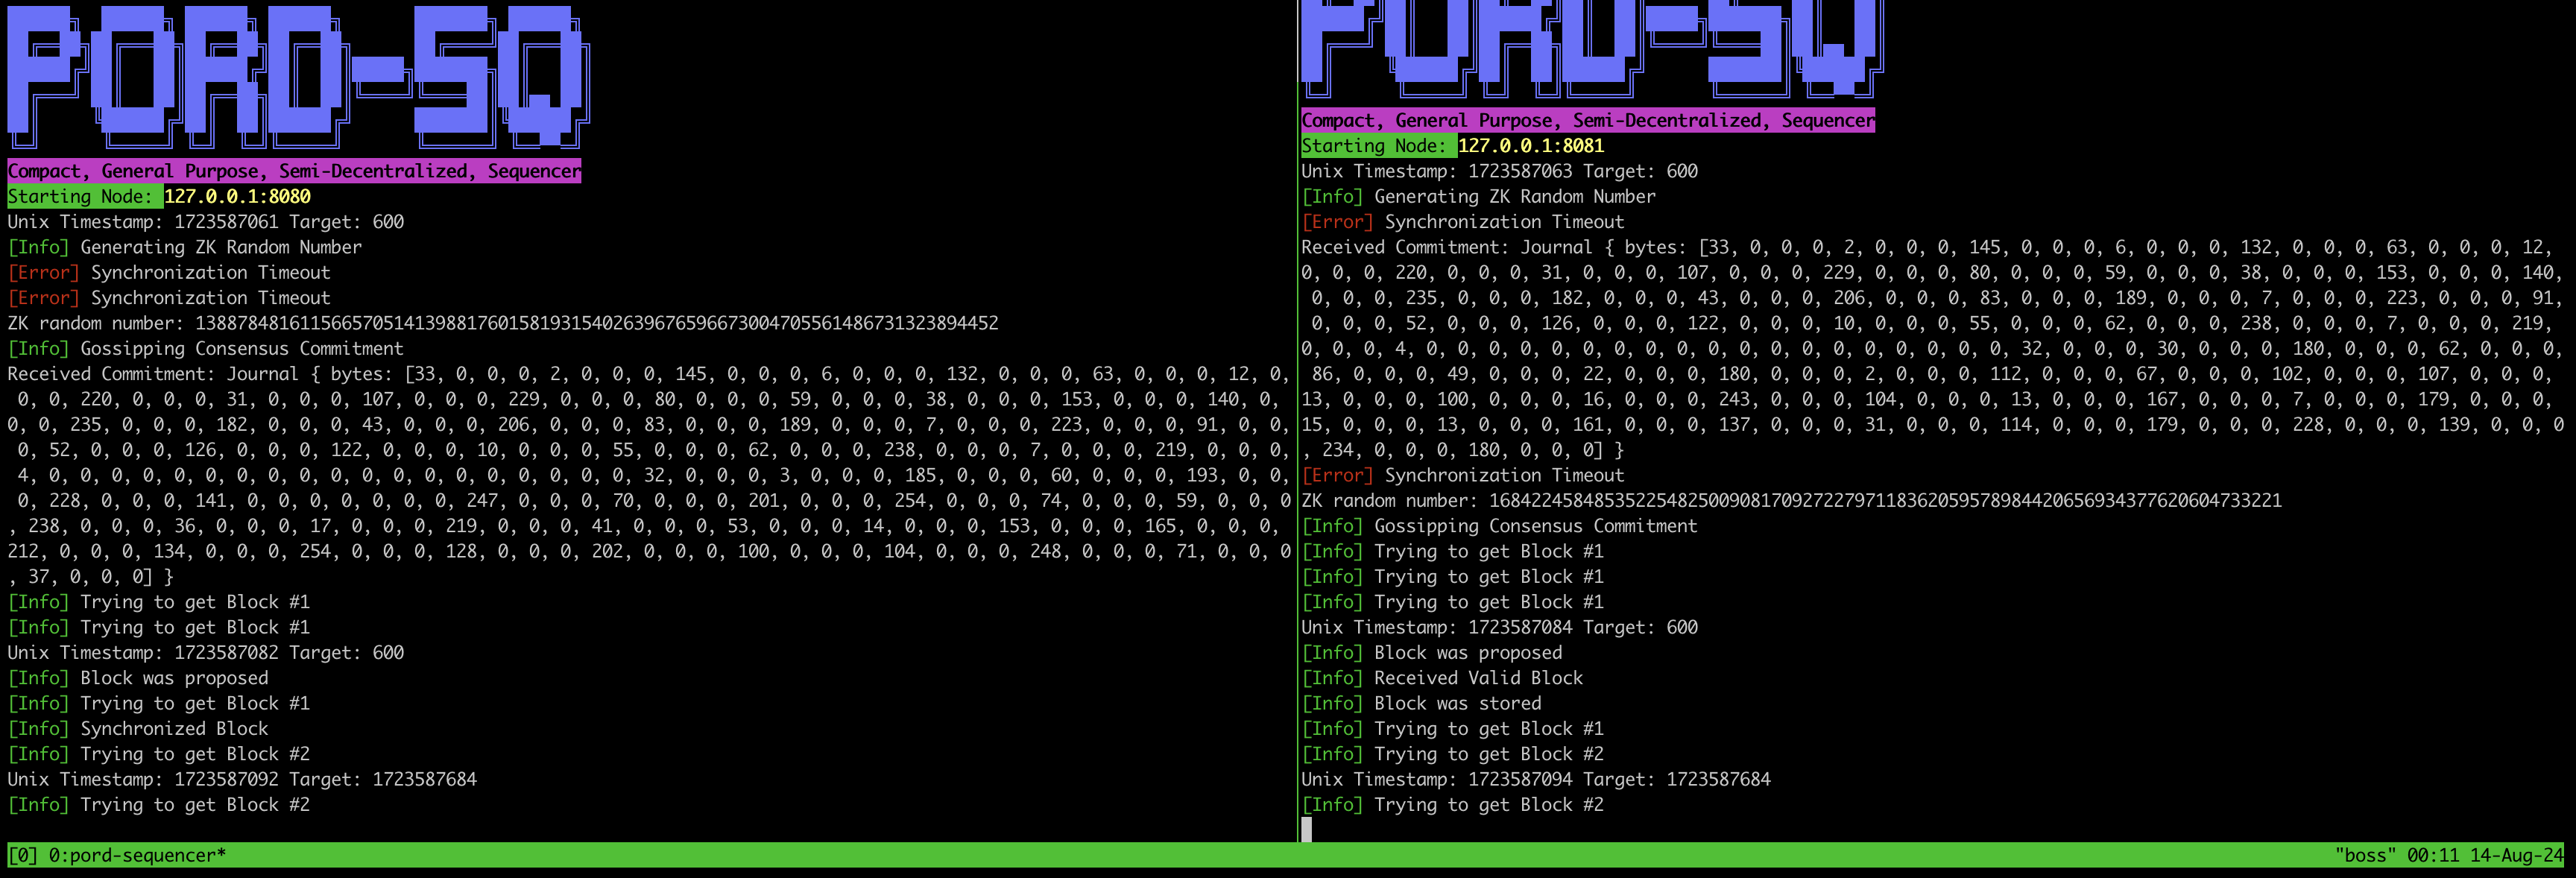 PORD-SQ
Compact, General Purpose, Semi-Decentralized, Sequencer
Starting Node: 127.0.0.1:8080
Unix Timestamp: 1723587061 Target: 600
[Info] Generating ZK Random Number
[Error] Synchronization Timeout
[Error] Synchronization Timeout
ZK random number: 13887848161156657051413988176015819315402639676596673004705561486731323894452
[Info] Gossipping Consensus Commitment
Received Commitment: Journal { bytes: [33, 0, 0, 0, 2, 0, 0, 0, 145, 0, 0, 0, 6, 0, 0, 0, 132, 0, 0, 0, 63, 0, 0, 0, 12, 0,
 0, 0, 220, 0, 0, 0, 31, 0, 0, 0, 107, 0, 0, 0, 229, 0, 0, 0, 80, 0, 0, 0, 59, 0, 0, 0, 38, 0, 0, 0, 153, 0, 0, 0, 140, 0,
0, 0, 235, 0, 0, 0, 182, 0, 0, 0, 43, 0, 0, 0, 206, 0, 0, 0, 83, 0, 0, 0, 189, 0, 0, 0, 7, 0, 0, 0, 223, 0, 0, 0, 91, 0, 0,
 0, 52, 0, 0, 0, 126, 0, 0, 0, 122, 0, 0, 0, 10, 0, 0, 0, 55, 0, 0, 0, 62, 0, 0, 0, 238, 0, 0, 0, 7, 0, 0, 0, 219, 0, 0, 0,
 4, 0, 0, 0, 0, 0, 0, 0, 0, 0, 0, 0, 0, 0, 0, 0, 0, 0, 0, 0, 32, 0, 0, 0, 3, 0, 0, 0, 185, 0, 0, 0, 60, 0, 0, 0, 193, 0, 0,
 0, 228, 0, 0, 0, 141, 0, 0, 0, 0, 0, 0, 0, 247, 0, 0, 0, 70, 0, 0, 0, 201, 0, 0, 0, 254, 0, 0, 0, 74, 0, 0, 0, 59, 0, 0, 0
, 238, 0, 0, 0, 36, 0, 0, 0, 17, 0, 0, 0, 219, 0, 0, 0, 41, 0, 0, 0, 53, 0, 0, 0, 14, 0, 0, 0, 153, 0, 0, 0, 165, 0, 0, 0,
212, 0, 0, 0, 134, 0, 0, 0, 254, 0, 0, 0, 128, 0, 0, 0, 202, 0, 0, 0, 100, 0, 0, 0, 104, 0, 0, 0, 248, 0, 0, 0, 71, 0, 0, 0
, 37, 0, 0, 0] }
[Info] Trying to get Block #1
[Info] Trying to get Block #1
Unix Timestamp: 1723587082 Target: 600
[Info] Block was proposed
[Info] Trying to get Block #1
[Info] Synchronized Block
[Info] Trying to get Block #2
Unix Timestamp: 1723587092 Target: 1723587684
[Info] Trying to get Block #2
PORD-SQ
Compact, General Purpose, Semi-Decentralized, Sequencer
Starting Node: 127.0.0.1:8081
Unix Timestamp: 1723587063 Target: 600
[Info] Generating ZK Random Number
[Error] Synchronization Timeout
Received Commitment: Journal { bytes: [33, 0, 0, 0, 2, 0, 0, 0, 145, 0, 0, 0, 6, 0, 0, 0, 132, 0, 0, 0, 63, 0, 0, 0, 12,
0, 0, 0, 220, 0, 0, 0, 31, 0, 0, 0, 107, 0, 0, 0, 229, 0, 0, 0, 80, 0, 0, 0, 59, 0, 0, 0, 38, 0, 0, 0, 153, 0, 0, 0, 140,
 0, 0, 0, 235, 0, 0, 0, 182, 0, 0, 0, 43, 0, 0, 0, 206, 0, 0, 0, 83, 0, 0, 0, 189, 0, 0, 0, 7, 0, 0, 0, 223, 0, 0, 0, 91,
 0, 0, 0, 52, 0, 0, 0, 126, 0, 0, 0, 122, 0, 0, 0, 10, 0, 0, 0, 55, 0, 0, 0, 62, 0, 0, 0, 238, 0, 0, 0, 7, 0, 0, 0, 219,
0, 0, 0, 4, 0, 0, 0, 0, 0, 0, 0, 0, 0, 0, 0, 0, 0, 0, 0, 0, 0, 0, 0, 32, 0, 0, 0, 30, 0, 0, 0, 180, 0, 0, 0, 62, 0, 0, 0,
 86, 0, 0, 0, 49, 0, 0, 0, 22, 0, 0, 0, 180, 0, 0, 0, 2, 0, 0, 0, 112, 0, 0, 0, 67, 0, 0, 0, 102, 0, 0, 0, 107, 0, 0, 0,
13, 0, 0, 0, 100, 0, 0, 0, 16, 0, 0, 0, 243, 0, 0, 0, 104, 0, 0, 0, 13, 0, 0, 0, 167, 0, 0, 0, 7, 0, 0, 0, 179, 0, 0, 0,
15, 0, 0, 0, 13, 0, 0, 0, 161, 0, 0, 0, 137, 0, 0, 0, 31, 0, 0, 0, 114, 0, 0, 0, 179, 0, 0, 0, 228, 0, 0, 0, 139, 0, 0, 0
, 234, 0, 0, 0, 180, 0, 0, 0] }
[Error] Synchronization Timeout
ZK random number: 1684224584853522548250090817092722797118362059578984420656934377620604733221
[Info] Gossipping Consensus Commitment
[Info] Trying to get Block #1
[Info] Trying to get Block #1
[Info] Trying to get Block #1
Unix Timestamp: 1723587084 Target: 600
[Info] Block was proposed
[Info] Received Valid Block
[Info] Block was stored
[Info] Trying to get Block #1
[Info] Trying to get Block #2
Unix Timestamp: 1723587094 Target: 1723587684
[Info] Trying to get Block #2
[0] 0:pord-sequencer* "boss" 00:11 14-Aug-24